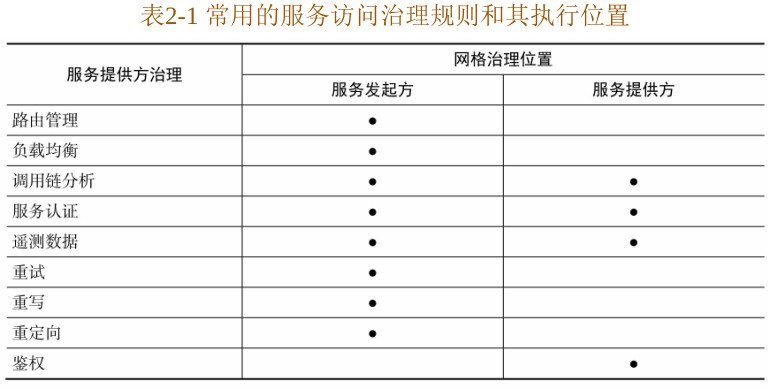 表2-1 常用的服务访问治理规则和其执行位置
服务提供方治理 网格治理位置
服务发起方 服务提供方
路由管理 ●
负载均衡 ●
调用链分析 ● ●
服务认证 ● ●
遥测数据 ● ●
重试 ●
重写 ●
重定向 ●
鉴权 ●